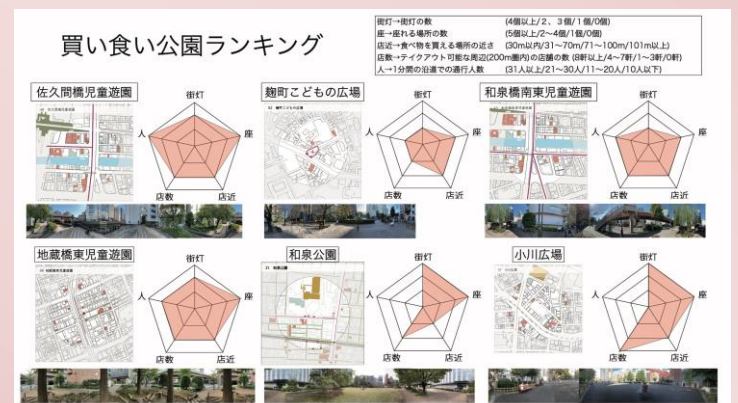 買い食い公園ランキング
街灯→街灯の数 (4個以上/2、3個/1個/0個)
座→座れる場所の数 (5個以上/2〜4個/1個/0個)
店近→食べ物を買える場所の近さ (30m以内/31〜70m/71〜100m/101m以上)
店数→テイクアウト可能な周辺(200m圏内)の店舗の数 (8軒以上/4〜7軒/1〜3軒/0軒)
人→1分間の沿道での通行人数 (31人以上/21〜30人/11〜20人/10人以下)
佐久間橋児童遊園
街灯
座
店近
店数
人
麹町こどもの広場
街灯
座
店近
店数
人
和泉橋南東児童遊園
街灯
座
店近
店数
人
地蔵橋東児童遊園
街灯
座
店近
店数
人
和泉公園
街灯
座
店近
店数
人
小川広場
街灯
座
店近
店数
人